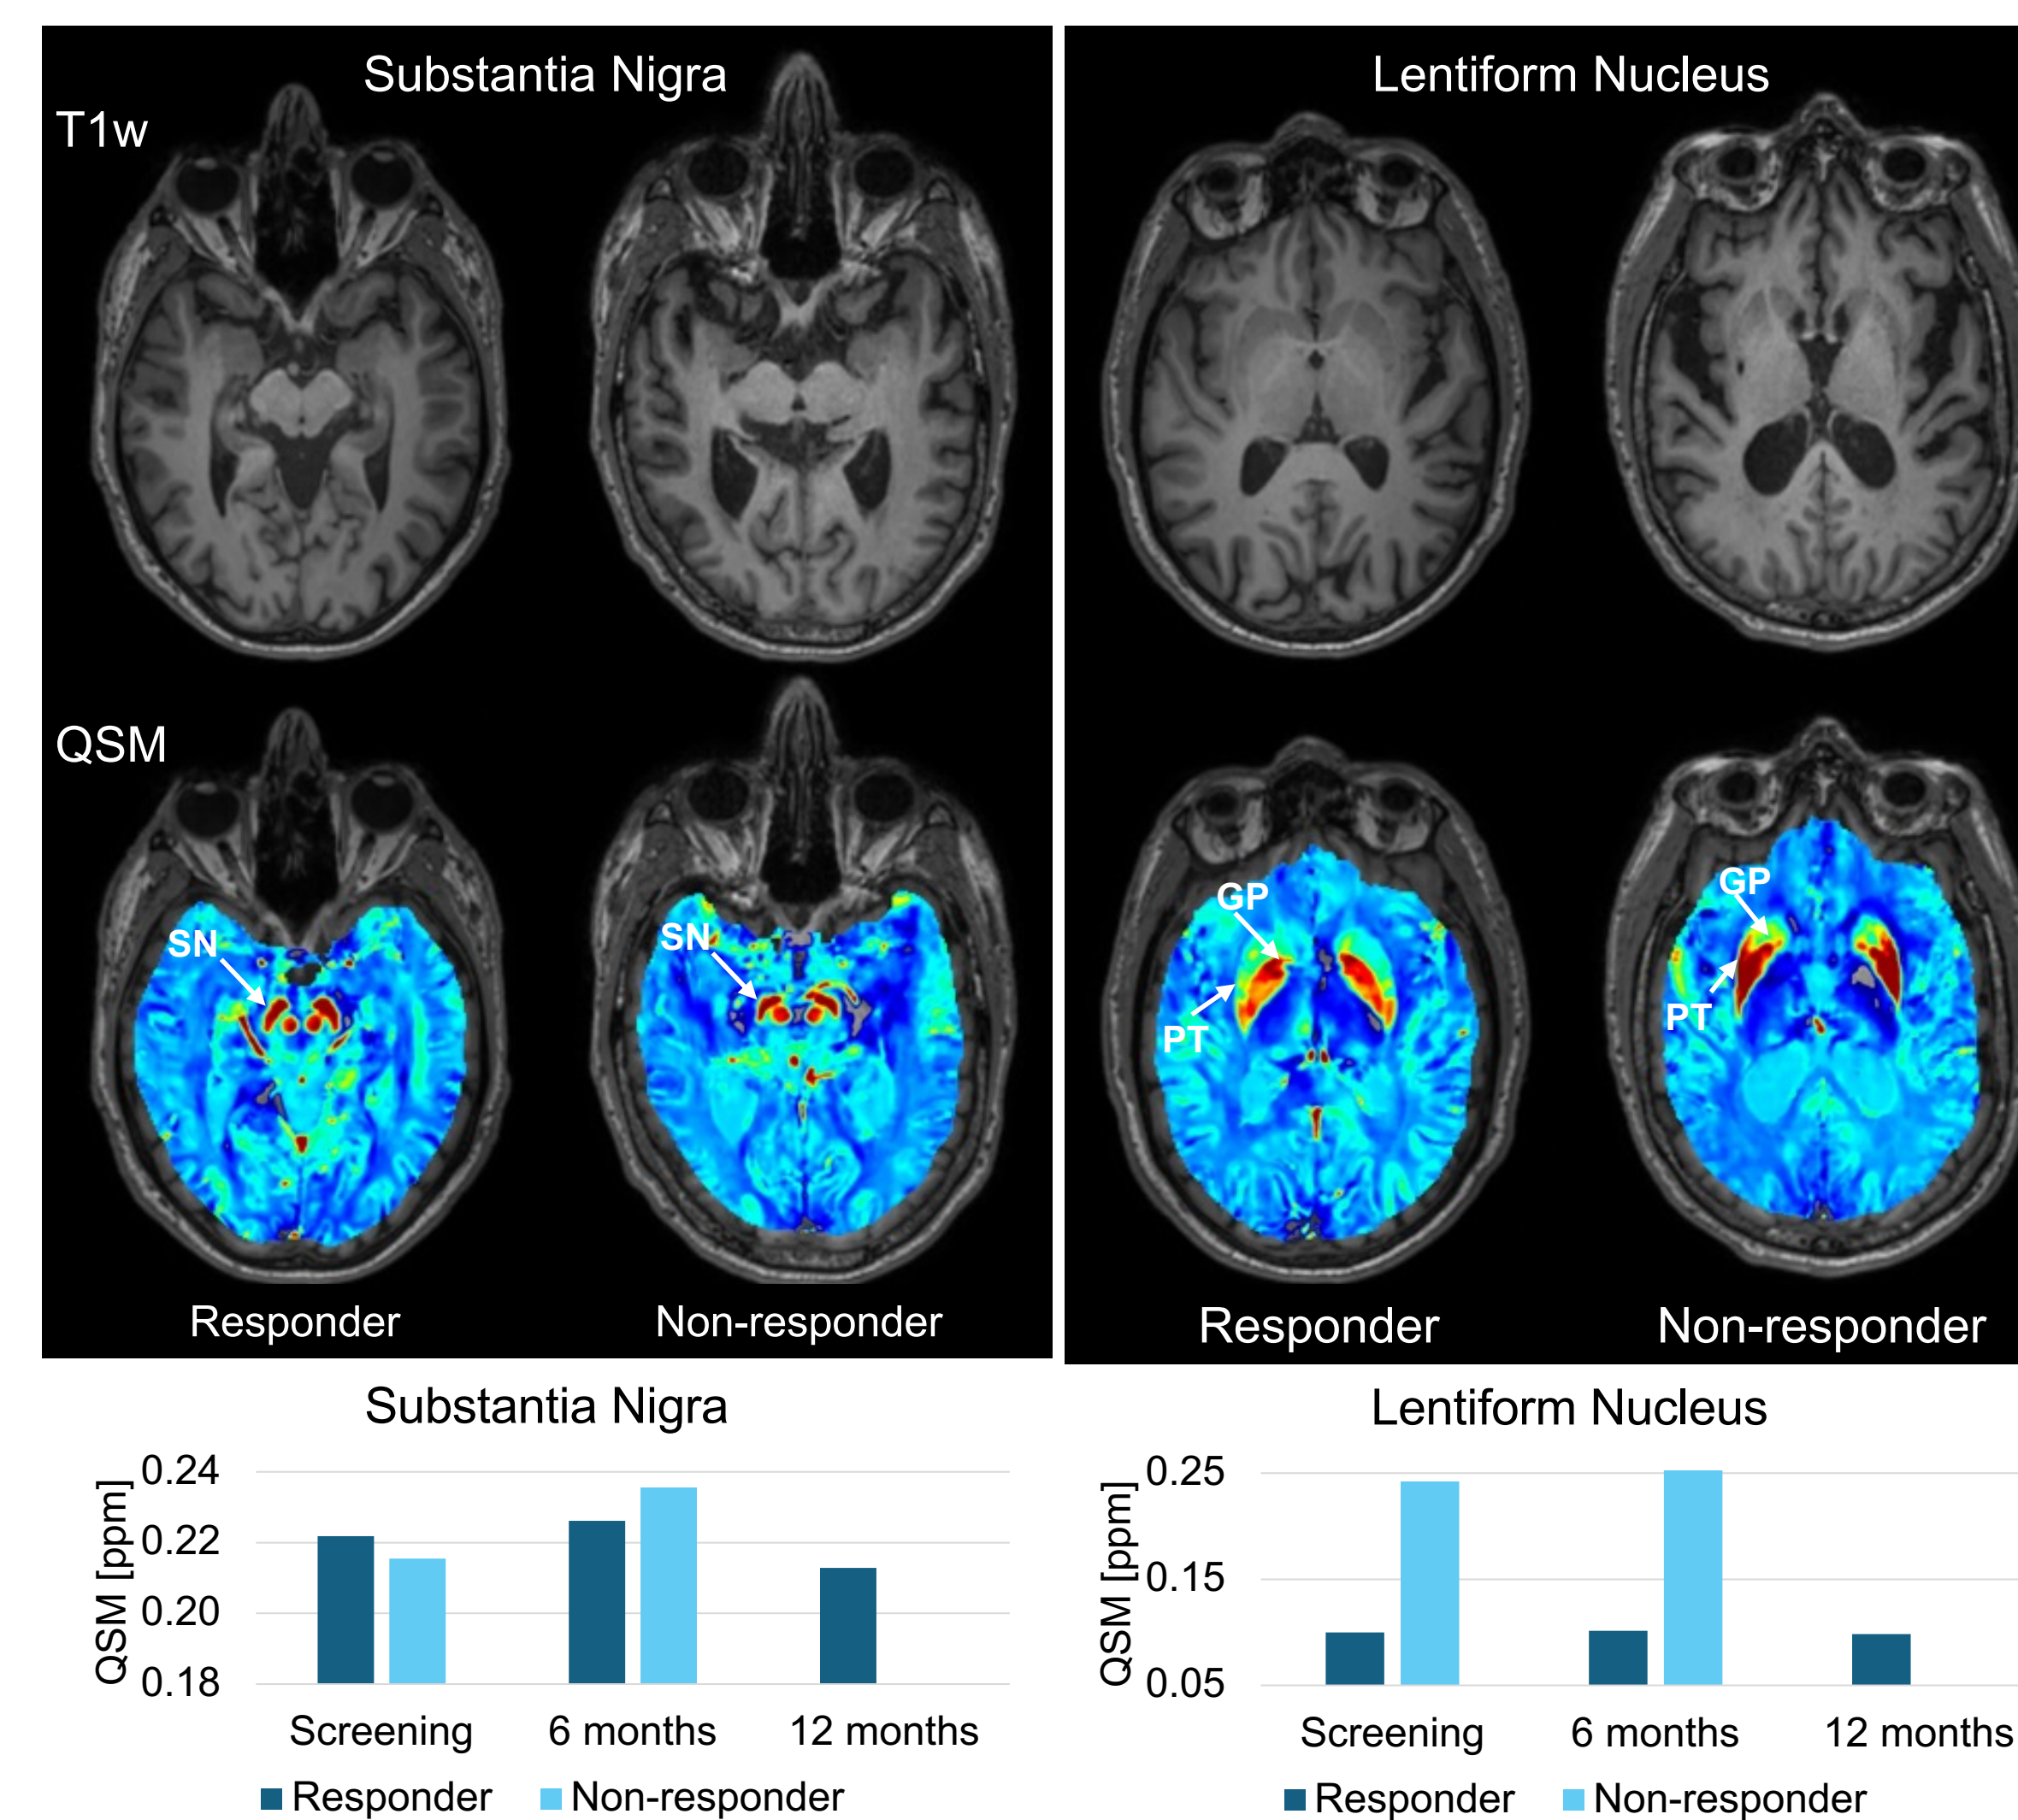 Substantia Nigra
T1w
QSM
SN
SN
Responder
Non-responder
Lentiform Nucleus
GP
PT
GP
PT
Responder
Non-responder
Substantia Nigra
QSM [ppm]
0.24
0.22
0.20
0.18
Screening 6 months 12 months
Responder Non-responder
Lentiform Nucleus
QSM [ppm]
0.25
0.15
0.05
Screening 6 months 12 months
Responder Non-responder